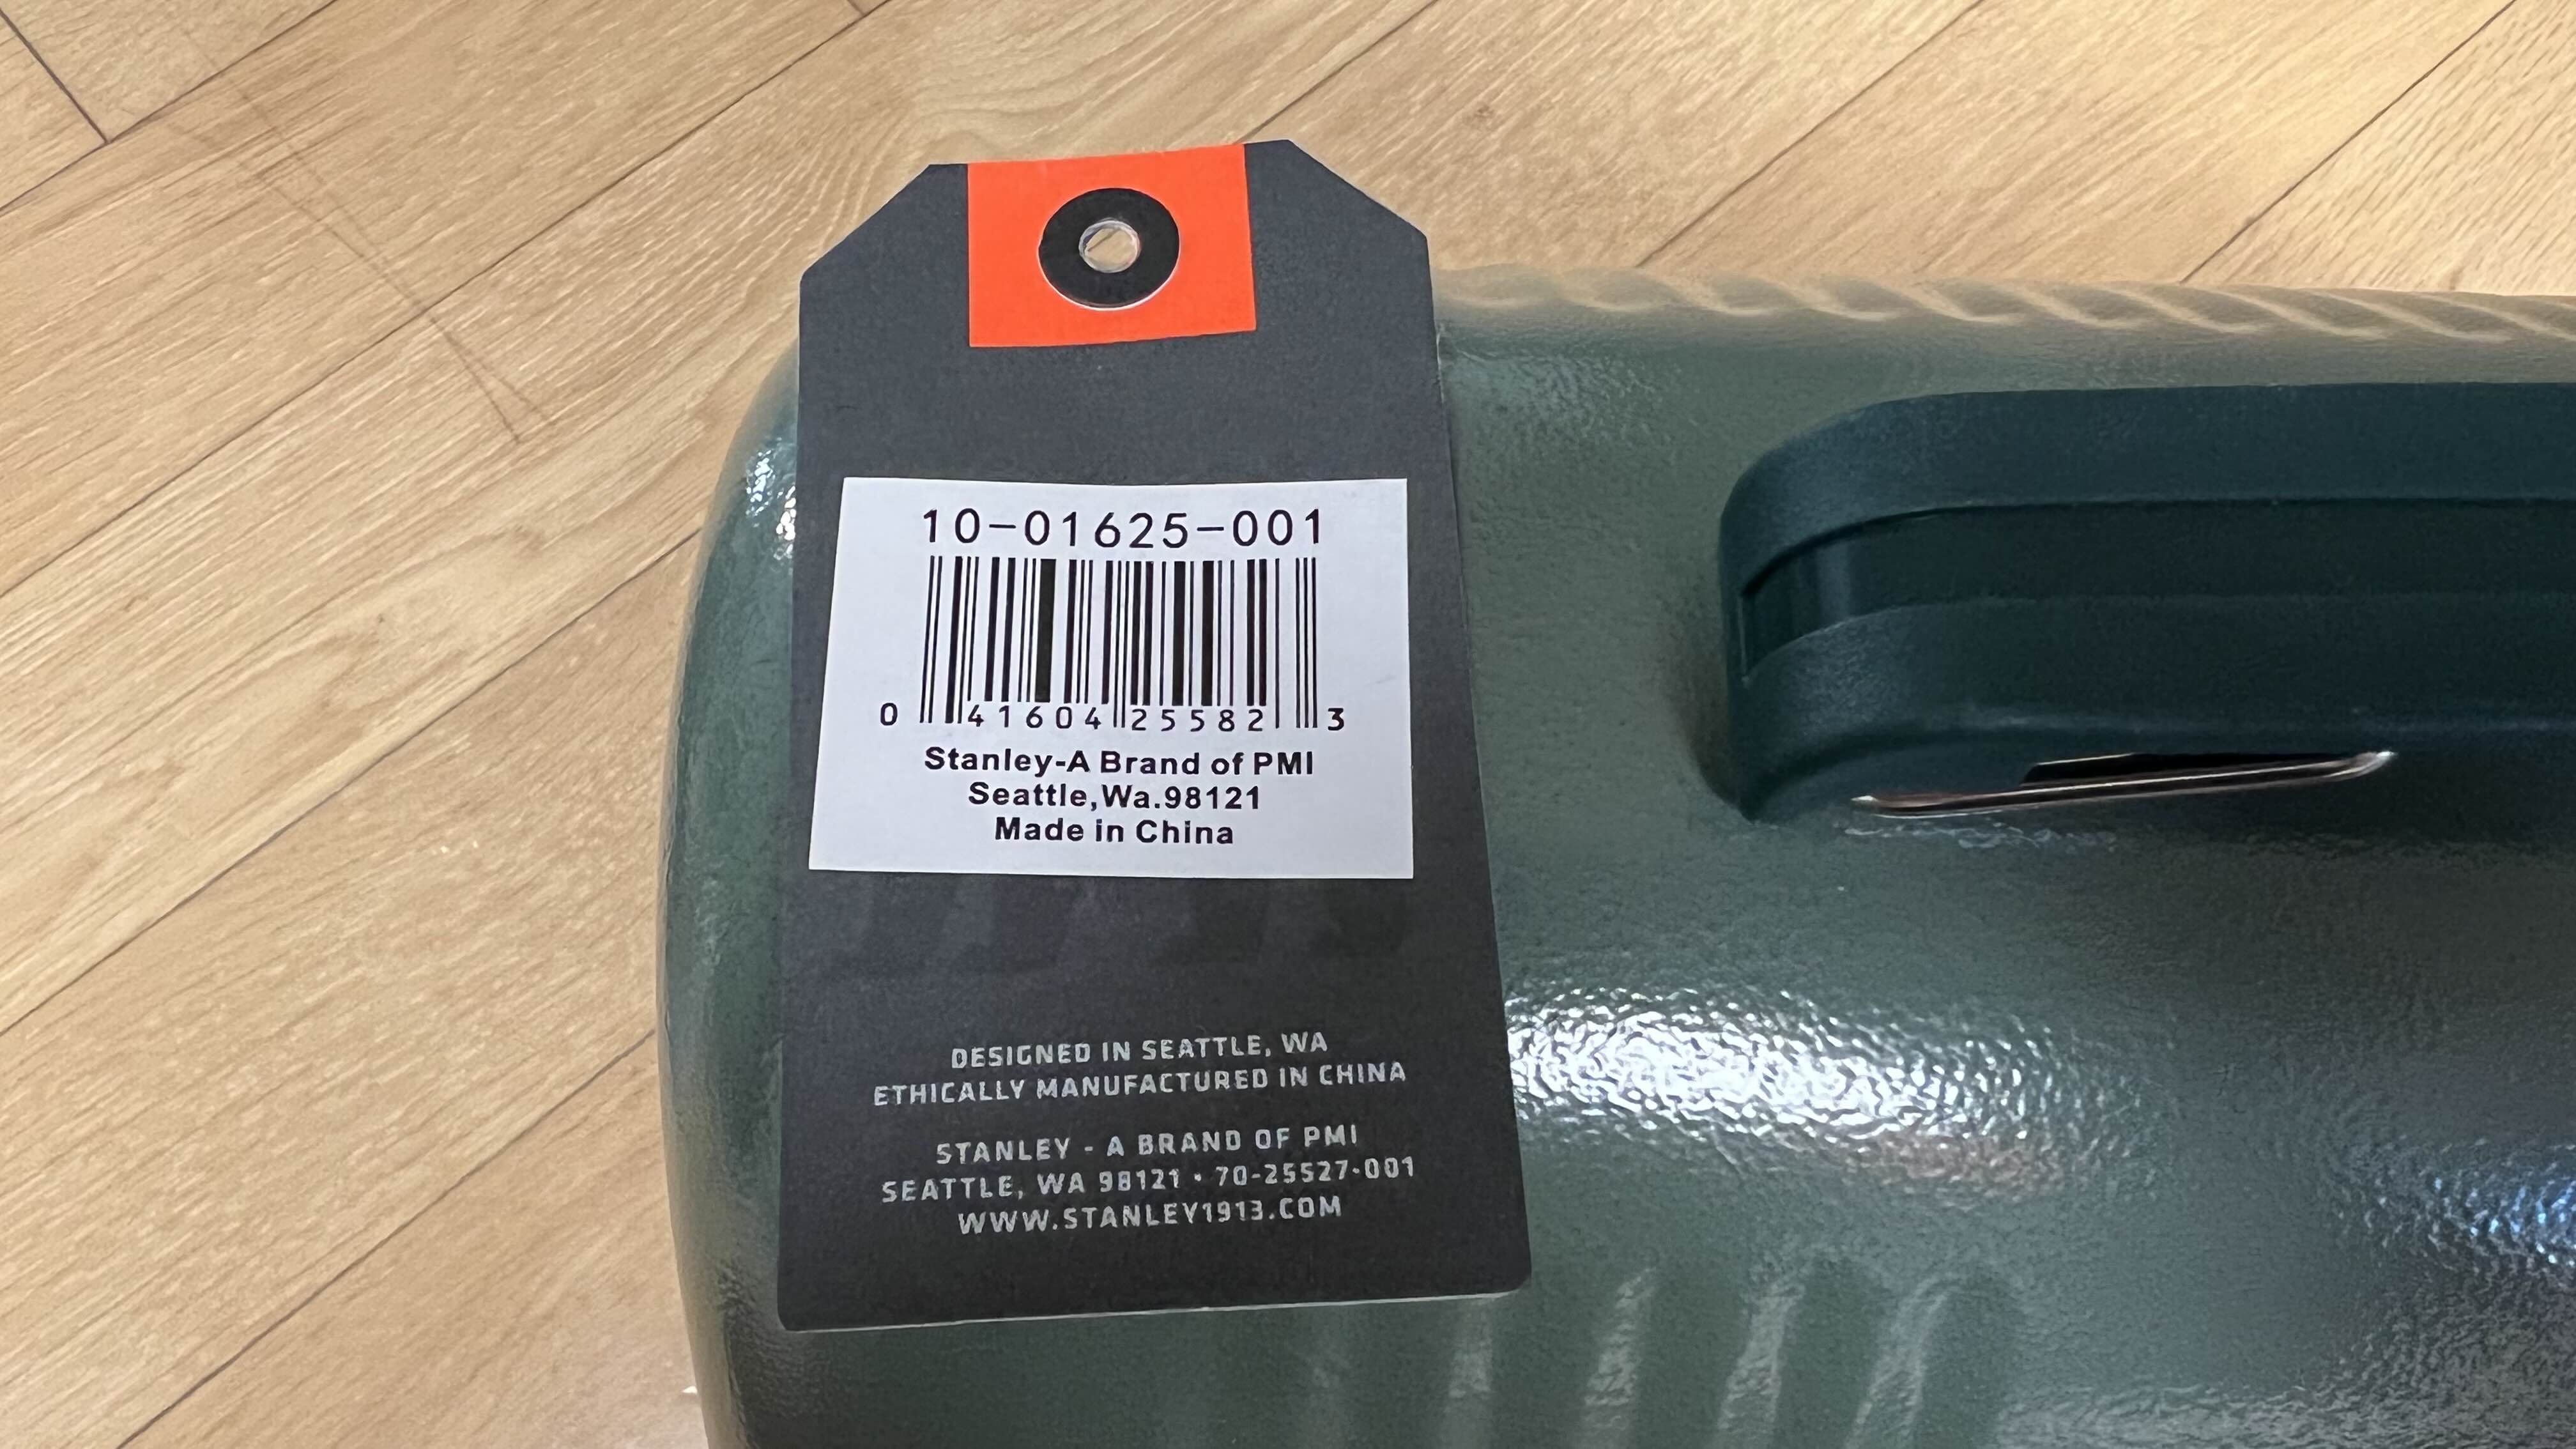 10-01625-001
0 41604 25582 3
Stanley-A Brand of PMI
Seattle,Wa.98121
Made in China
DESIGNED IN SEATTLE, WA
ETHICALLY MANUFACTURED IN CHINA
STANLEY - A BRAND OF PMI
SEATTLE, WA 98121 • 70-25527-001
WWW.STANLEY1913.COM